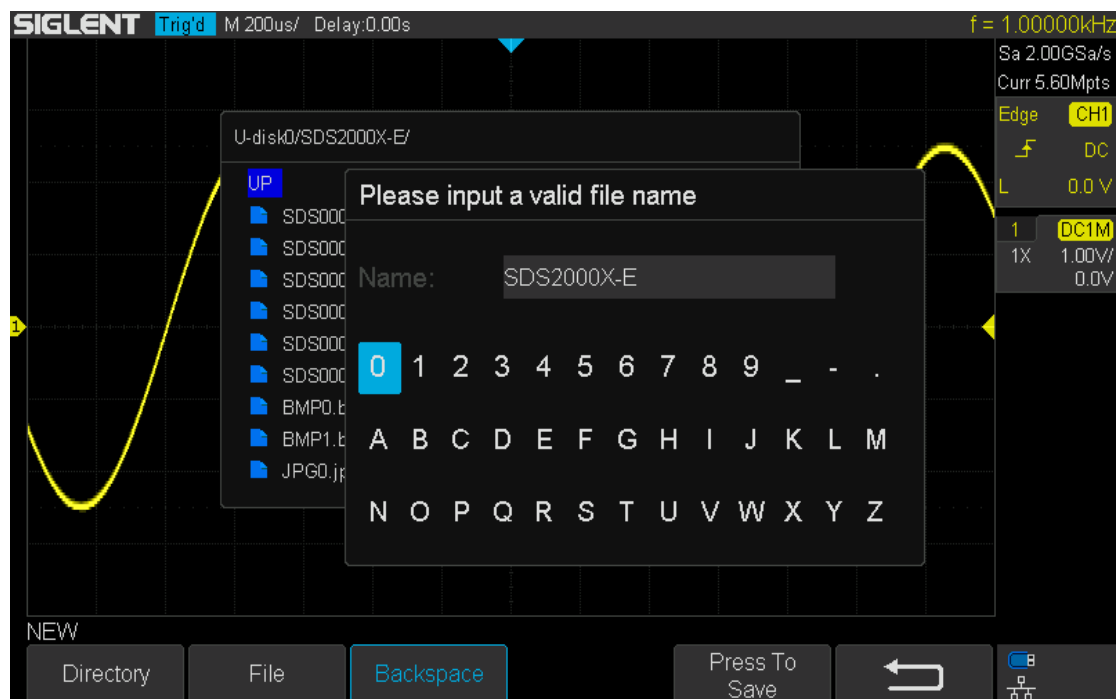 SIGLENT Trig'd M 200us/ Delay:0.00s f = 1.00000kHz
Sa 2.00GSa/s
Curr 5.60Mpts
Edge CH1
DC
L 0.0 V
1 DC1M
1X 1.00V/
0.0V
1
U-disk0/SDS2000X-E/
UP
SDS000
SDS000
SDS000
SDS000
SDS000
SDS000
BMP0.b
BMP1.b
JPG0.jp
Please input a valid file name
Name: SDS2000X-E
0 1 2 3 4 5 6 7 8 9 _ - .
A B C D E F G H I J K L M
N O P Q R S T U V W X Y Z
NEW
Directory File Backspace Press To
Save